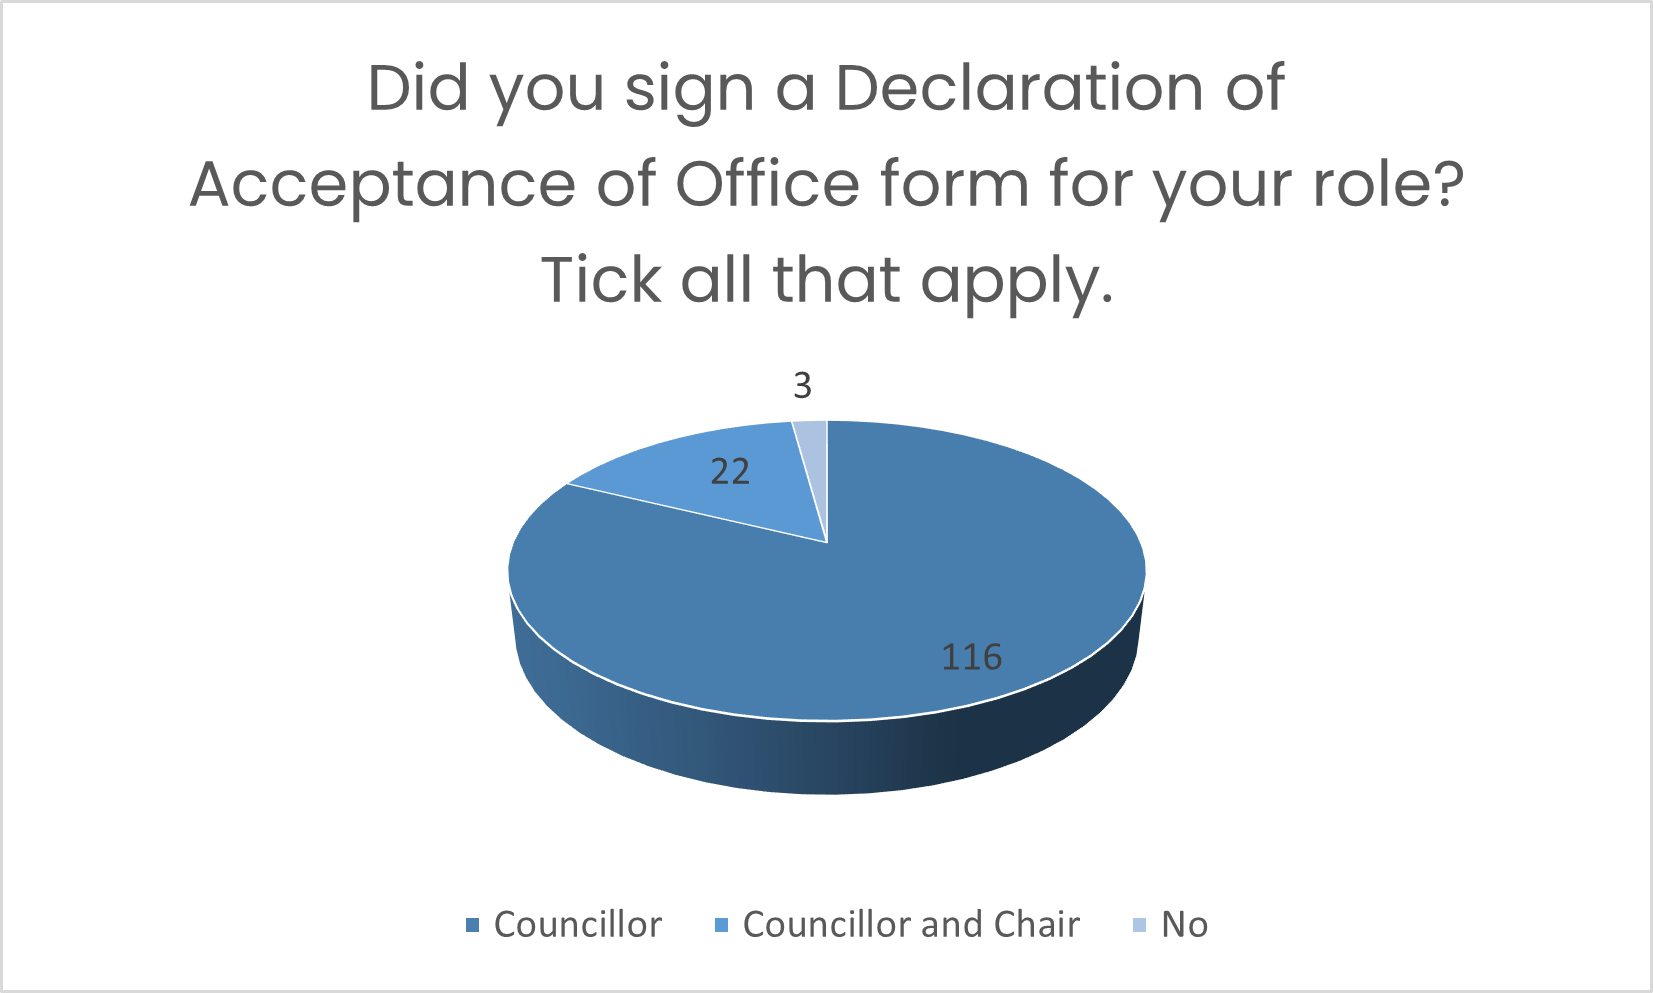 Did you sign a Declaration of
Acceptance of Office form for your role?
Tick all that apply.
3
22
116
Councillor
Councillor and Chair
No